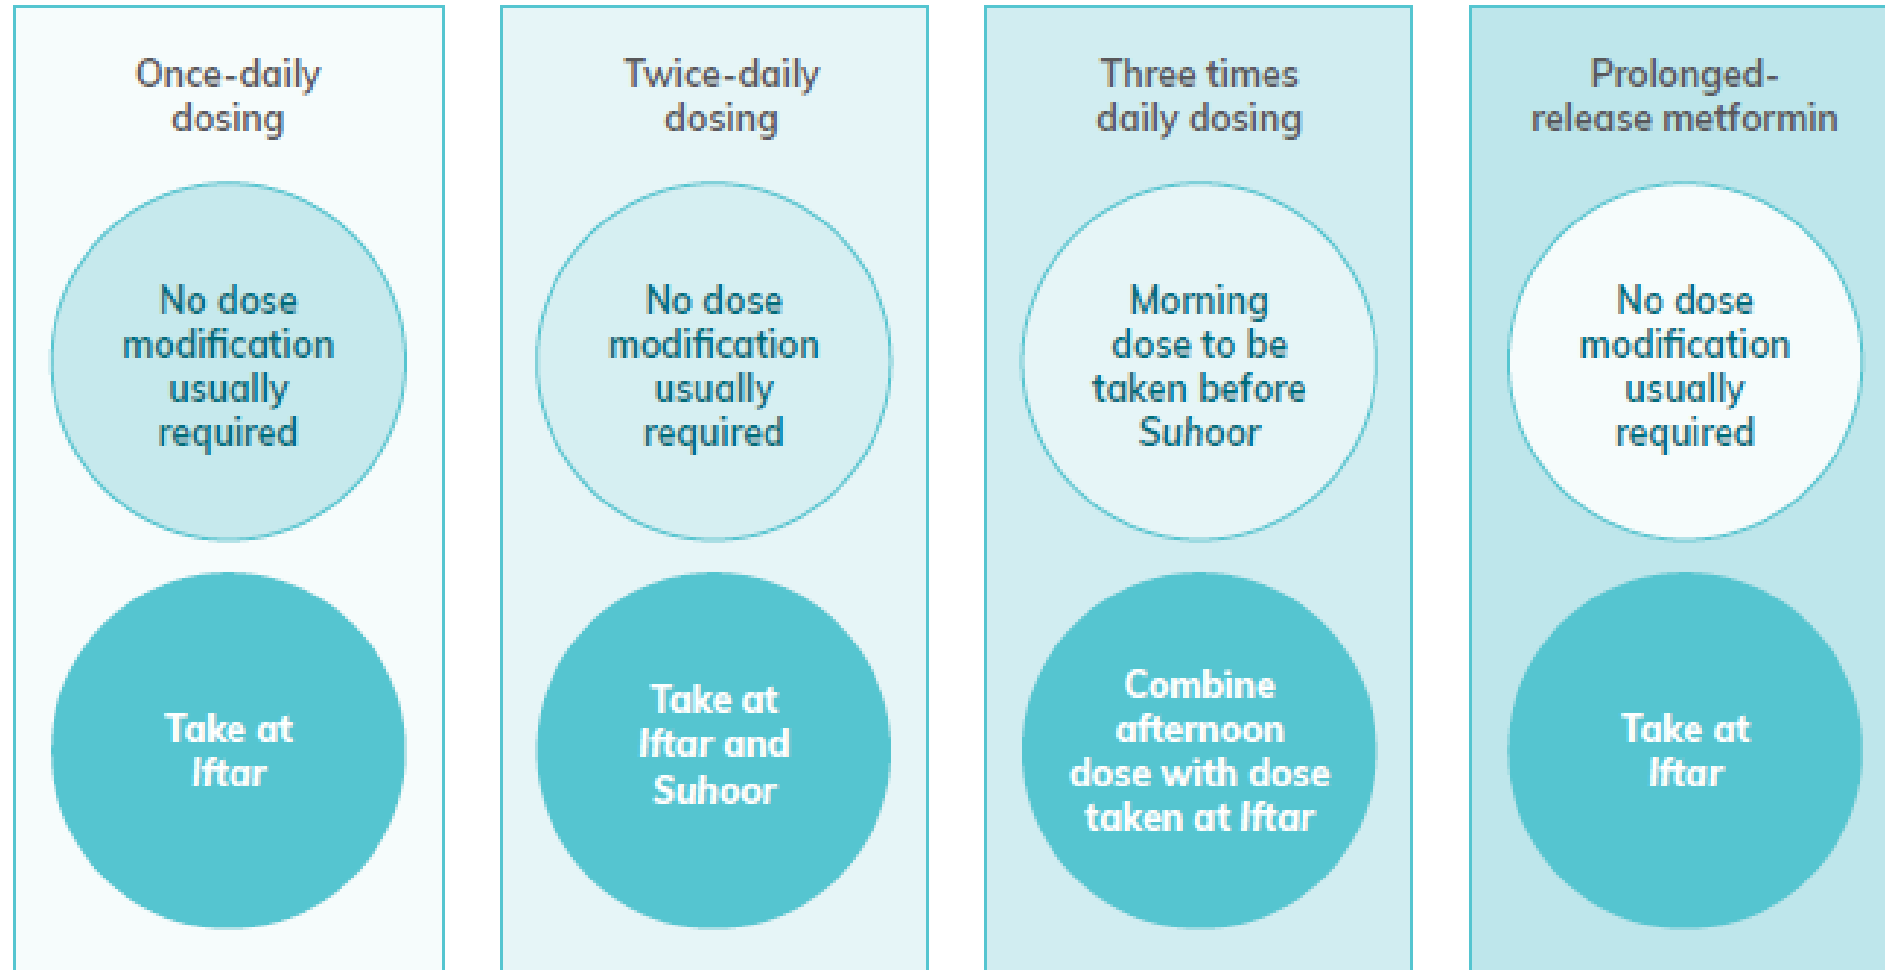 Once-daily
dosing
No dose
modification
usually
required
Take at
Iftar
Twice-daily
dosing
No dose
modification
usually
required
Take at
Iftar and
Suhoor
Three times
daily dosing
Morning
dose to be
taken before
Suhoor
Combine
afternoon
dose with dose
taken at Iftar
Prolonged-
release metformin
No dose
modification
usually
required
Take at
Iftar